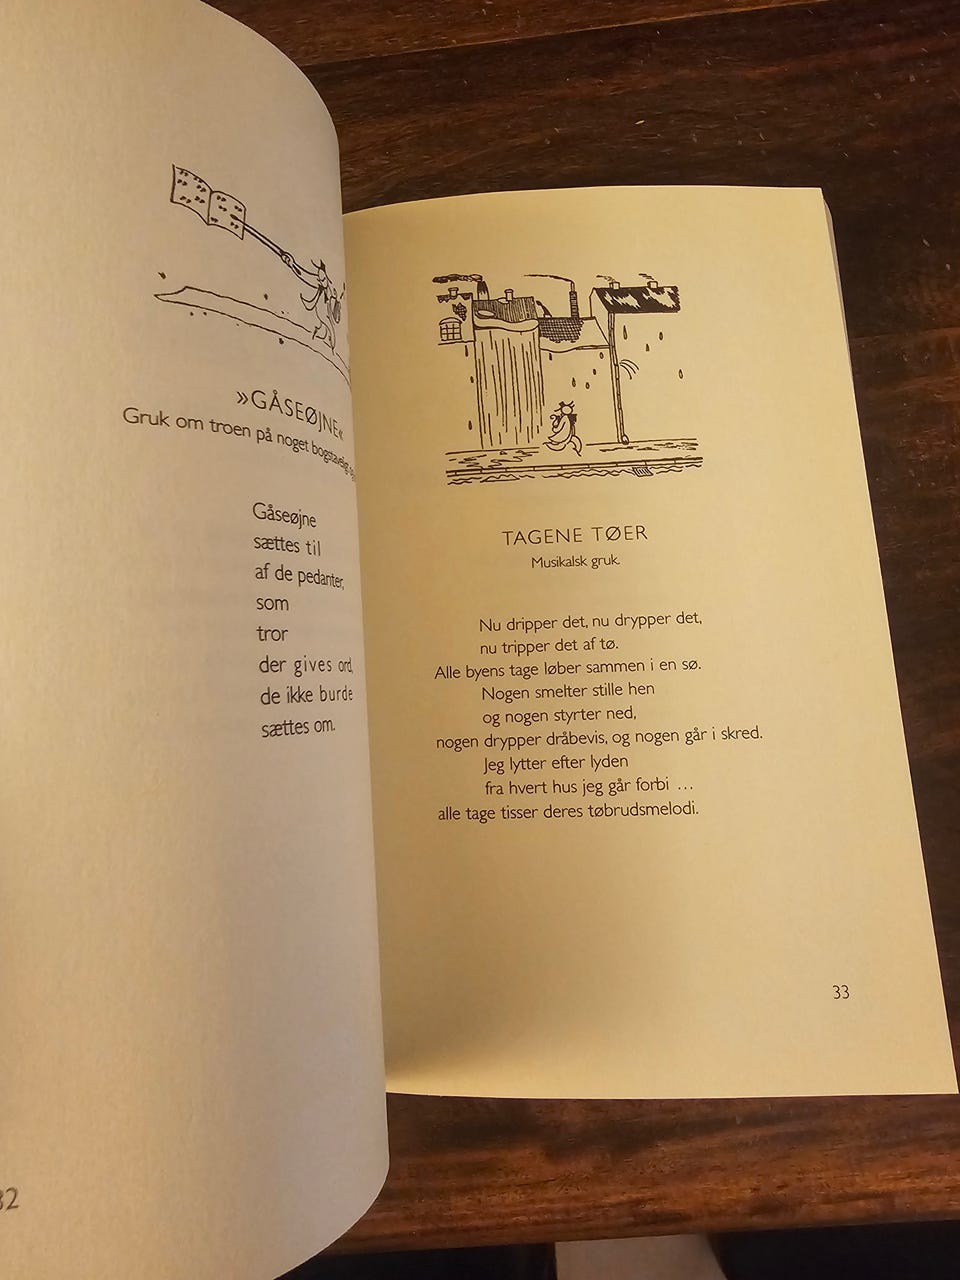 »GÅSEØJNE«
Gruk om troen på noget bogstavelig
Gåseøjne
sættes til
af de pedanter,
som
tror
der gives ord,
de ikke burde
sættes om.
32
TAGENE TØER
Musikalsk gruk.
Nu dripper det, nu drypper det,
nu tripper det af tø.
Alle byens tage løber sammen i en sø.
Nogen smelter stille hen
og nogen styrter ned,
nogen drypper dråbevis, og nogen går i skred.
Jeg lytter efter lyden
fra hvert hus jeg går forbi …
alle tage tisser deres tøbrudsmelodi.
33